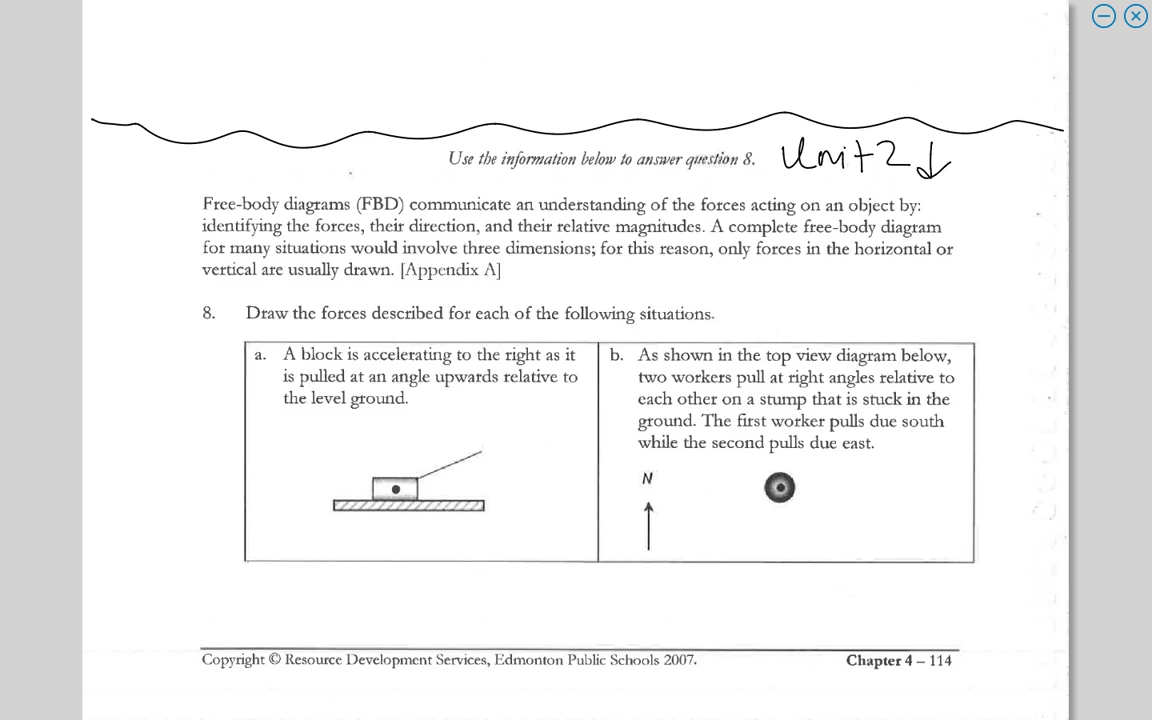 Use the information below to answer question 8.
Unit 2
Free-body diagrams (FBD) communicate an understanding of the forces acting on an object by:
identifying the forces, their direction, and their relative magnitudes. A complete free-body diagram
for many situations would involve three dimensions; for this reason, only forces in the horizontal or
vertical are usually drawn. [Appendix A]
8. Draw the forces described for each of the following situations.
a. A block is accelerating to the right as it
is pulled at an angle upwards relative to
the level ground.
b. As shown in the top view diagram below,
two workers pull at right angles relative to
each other on a stump that is stuck in the
ground. The first worker pulls due south
while the second pulls due east.
N
Copyright © Resource Development Services, Edmonton Public Schools 2007.
Chapter 4 – 114